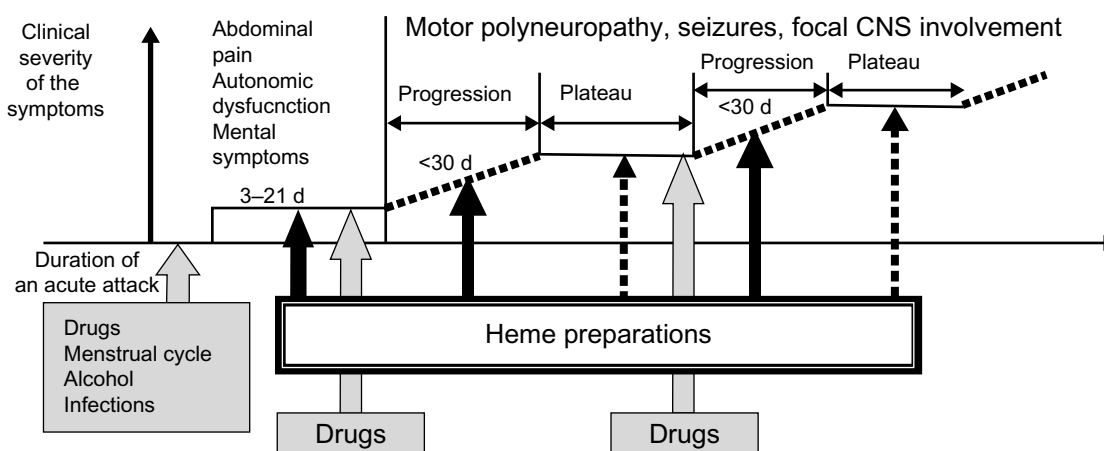 Clinical
severity
of the
symptoms
Abdominal
pain
Autonomic
dysfucnction
Mental
symptoms
Motor polyneuropathy, seizures, focal CNS involvement
Progression
Plateau
Progression
Plateau
<30 d
<30 d
3–21 d
Duration of
an acute attack
Drugs
Menstrual cycle
Alcohol
Infections
Heme preparations
Drugs
Drugs